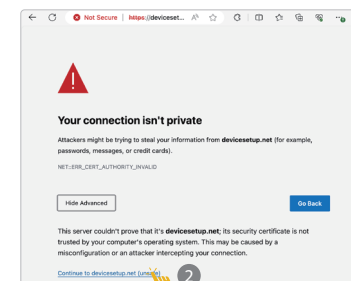 Not Secure | https://deviceset...
Your connection isn't private
Attackers might be trying to steal your information from devicesetup.net (for example,
passwords, messages, or credit cards).
NET::ERR_CERT_AUTHORITY_INVALID
Hide Advanced
Go Back
This server couldn't prove that it's devicesetup.net; its security certificate is not
trusted by your computer's operating system. This may be caused by a
misconfiguration or an attacker intercepting your connection.
Continue to devicesetup.net (unsafe)
2